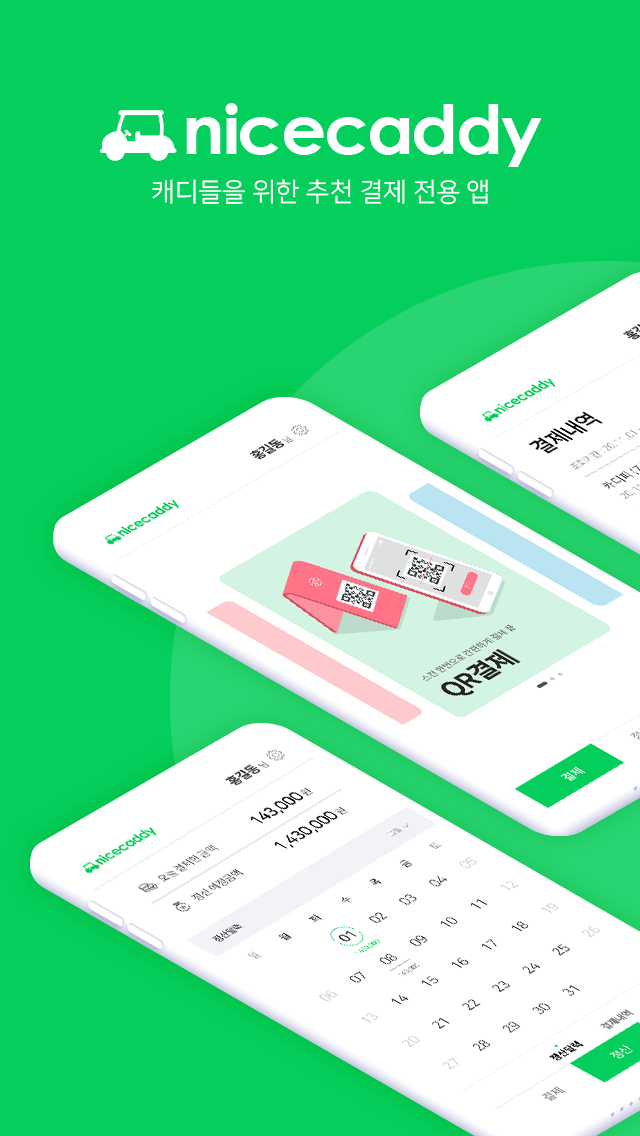 nicecaddy
캐디들을 위한 추천 결제 전용 앱
nicecaddy
결제내역
nicecaddy
홍길동 님
스캔 한번으로 간편하게 결제 끝
QR결제
결제
nicecaddy
홍길동 님
오늘 결제한 금액
143,000 원
정산 예정금액
1,430,000 원
정산달력
일 월 화 수 목 금 토
01 02 03 04 05
06 07 08 09 10 11 12
13 14 15 16 17 18 19
20 21 22 23 24 25 26
27 28 29 30 31
정산달력 결제내역
결제 정산